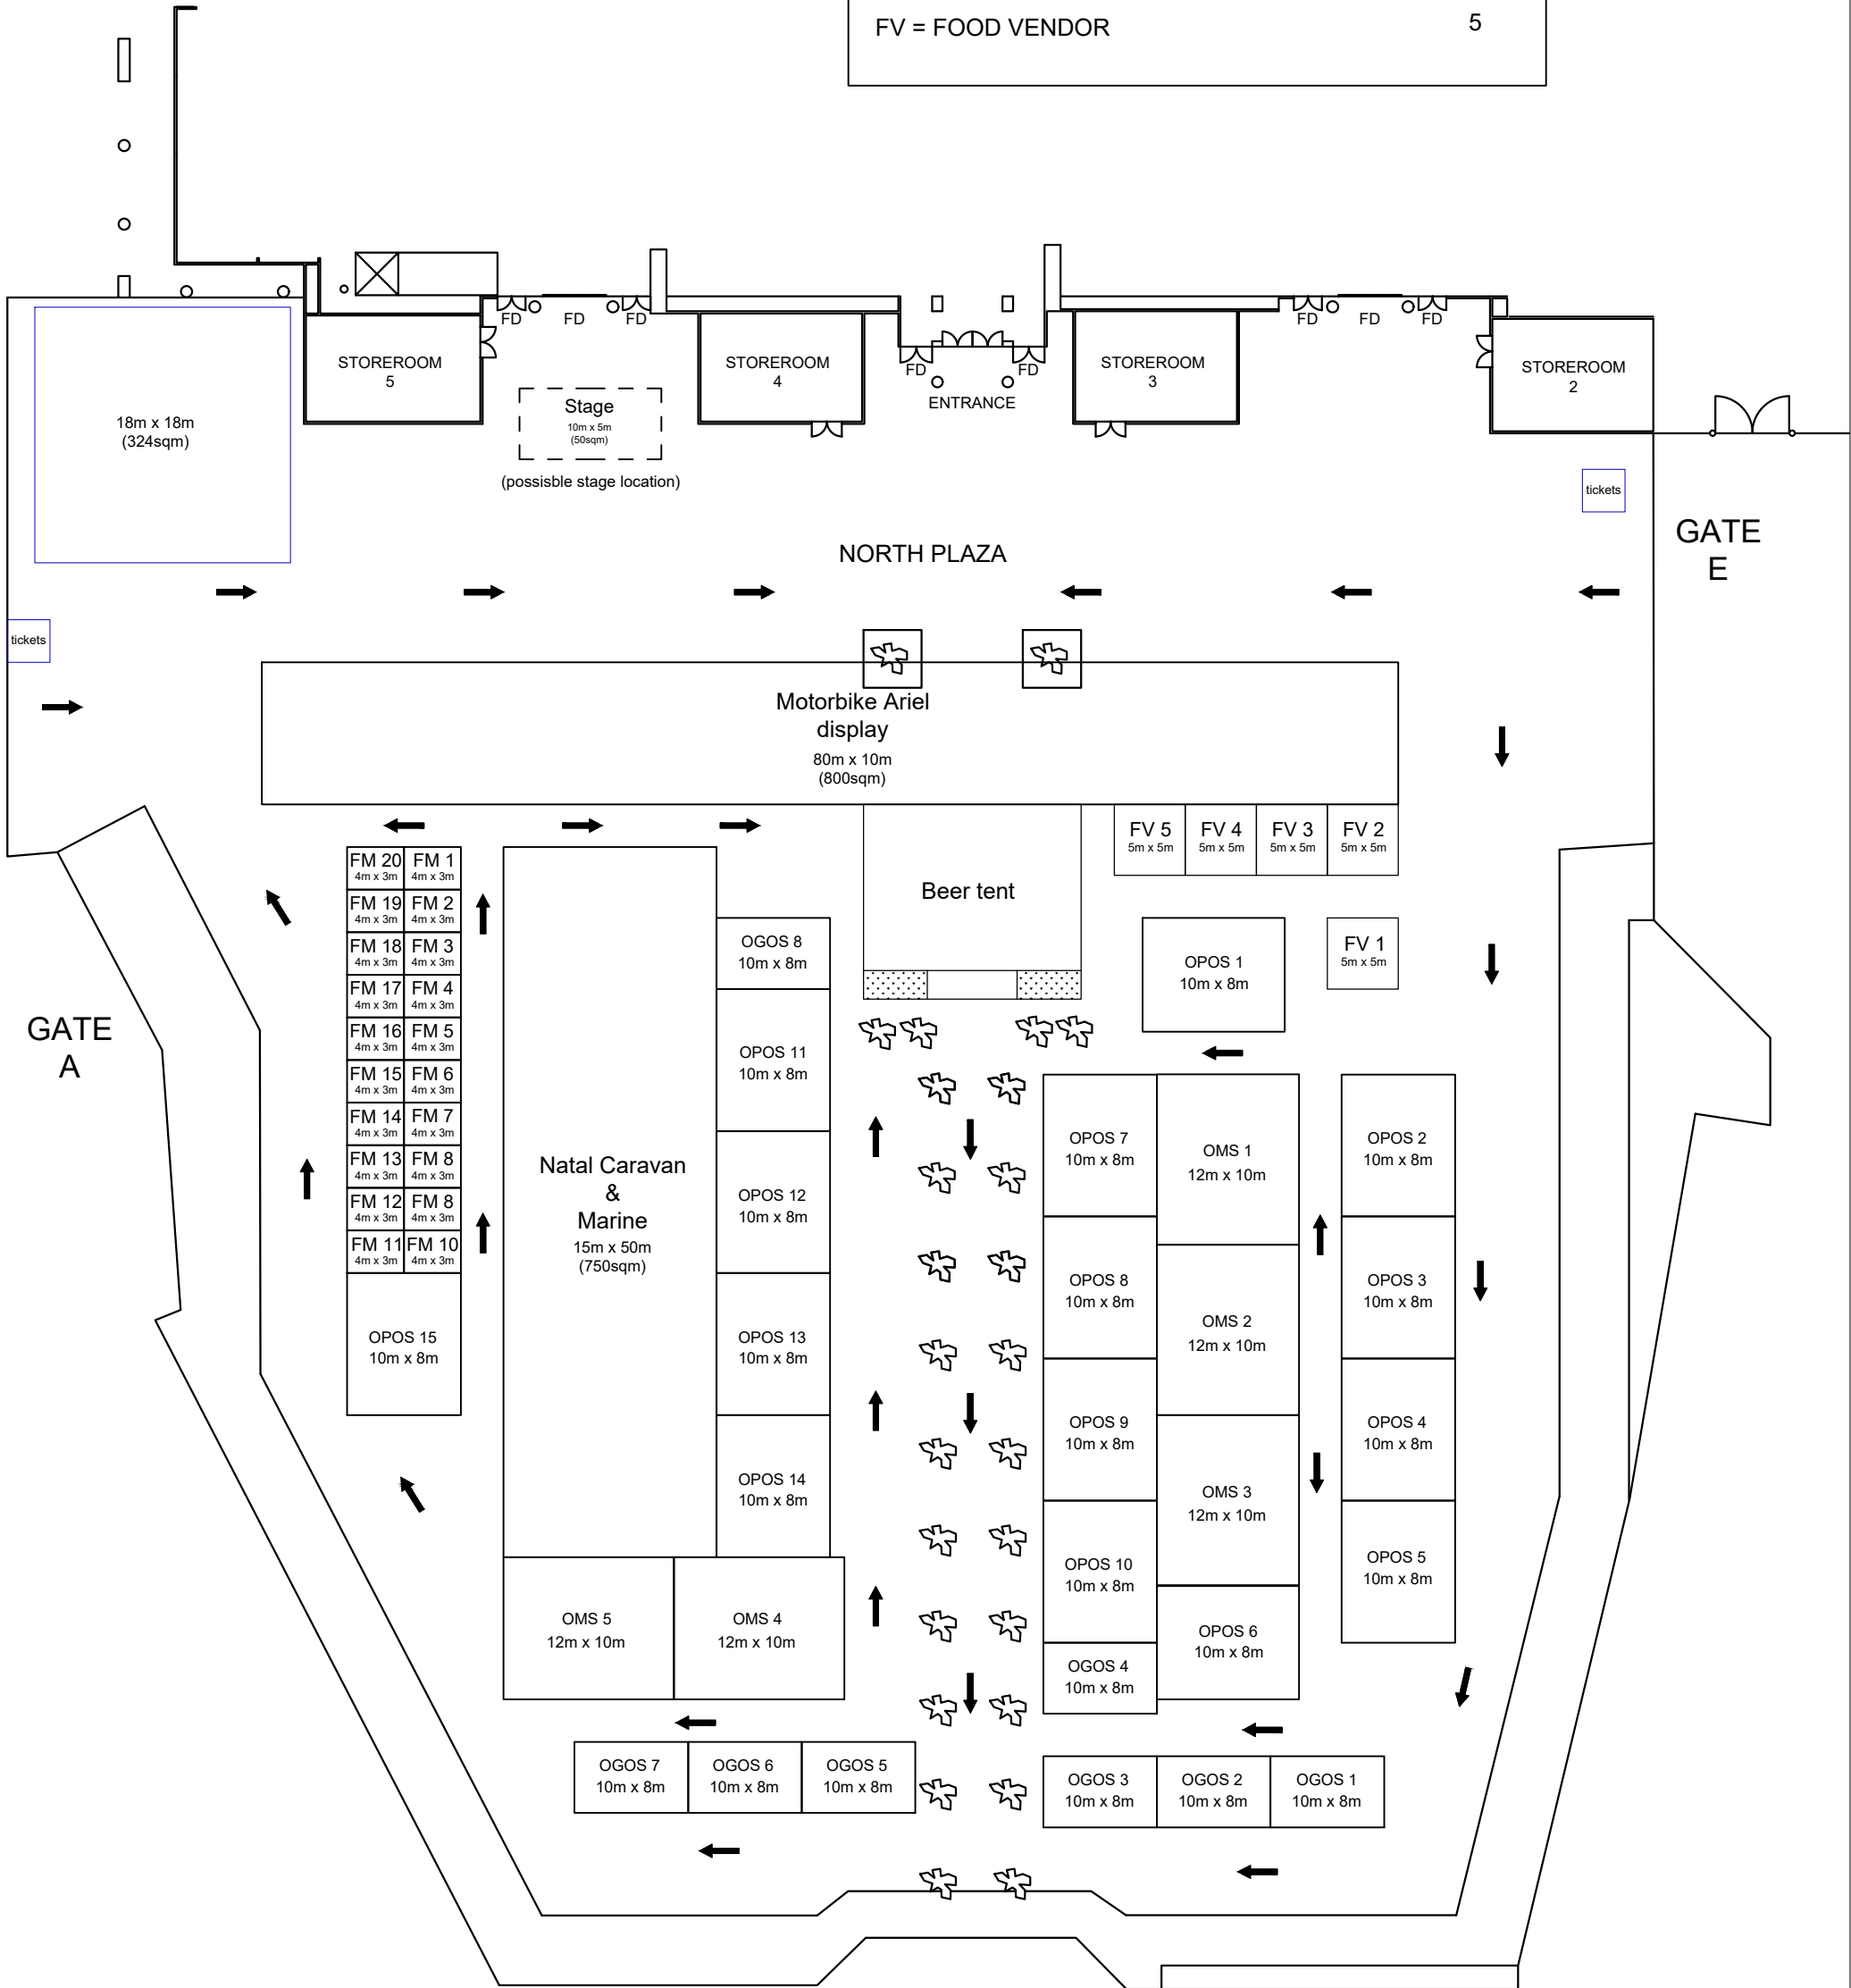 FV = FOOD VENDOR 5
FD FD FD
FD FD FD
STOREROOM
5
STOREROOM
4
FD FD
ENTRANCE
STOREROOM
3
STOREROOM
2
18m x 18m
(324sqm)
Stage
10m x 5m
(50sqm)
(possisble stage location)
tickets
GATE
E
NORTH PLAZA
tickets
Motorbike Ariel
display
80m x 10m
(800sqm)
FV 5
5m x 5m
FV 4
5m x 5m
FV 3
5m x 5m
FV 2
5m x 5m
FV 1
5m x 5m
Beer tent
OPOS 1
10m x 8m
GATE
A
FM 20
4m x 3m
FM 1
4m x 3m
FM 19
4m x 3m
FM 2
4m x 3m
FM 18
4m x 3m
FM 3
4m x 3m
FM 17
4m x 3m
FM 4
4m x 3m
FM 16
4m x 3m
FM 5
4m x 3m
FM 15
4m x 3m
FM 6
4m x 3m
FM 14
4m x 3m
FM 7
4m x 3m
FM 13
4m x 3m
FM 8
4m x 3m
FM 12
4m x 3m
FM 8
4m x 3m
FM 11
4m x 3m
FM 10
4m x 3m
OPOS 15
10m x 8m
Natal Caravan
&
Marine
15m x 50m
(750sqm)
OGOS 8
10m x 8m
OPOS 11
10m x 8m
OPOS 12
10m x 8m
OPOS 13
10m x 8m
OPOS 14
10m x 8m
OMS 5
12m x 10m
OMS 4
12m x 10m
OGOS 7
10m x 8m
OGOS 6
10m x 8m
OGOS 5
10m x 8m
OPOS 7
10m x 8m
OPOS 8
10m x 8m
OPOS 9
10m x 8m
OPOS 10
10m x 8m
OGOS 4
10m x 8m
OMS 1
12m x 10m
OMS 2
12m x 10m
OMS 3
12m x 10m
OPOS 6
10m x 8m
OPOS 2
10m x 8m
OPOS 3
10m x 8m
OPOS 4
10m x 8m
OPOS 5
10m x 8m
OGOS 3
10m x 8m
OGOS 2
10m x 8m
OGOS 1
10m x 8m